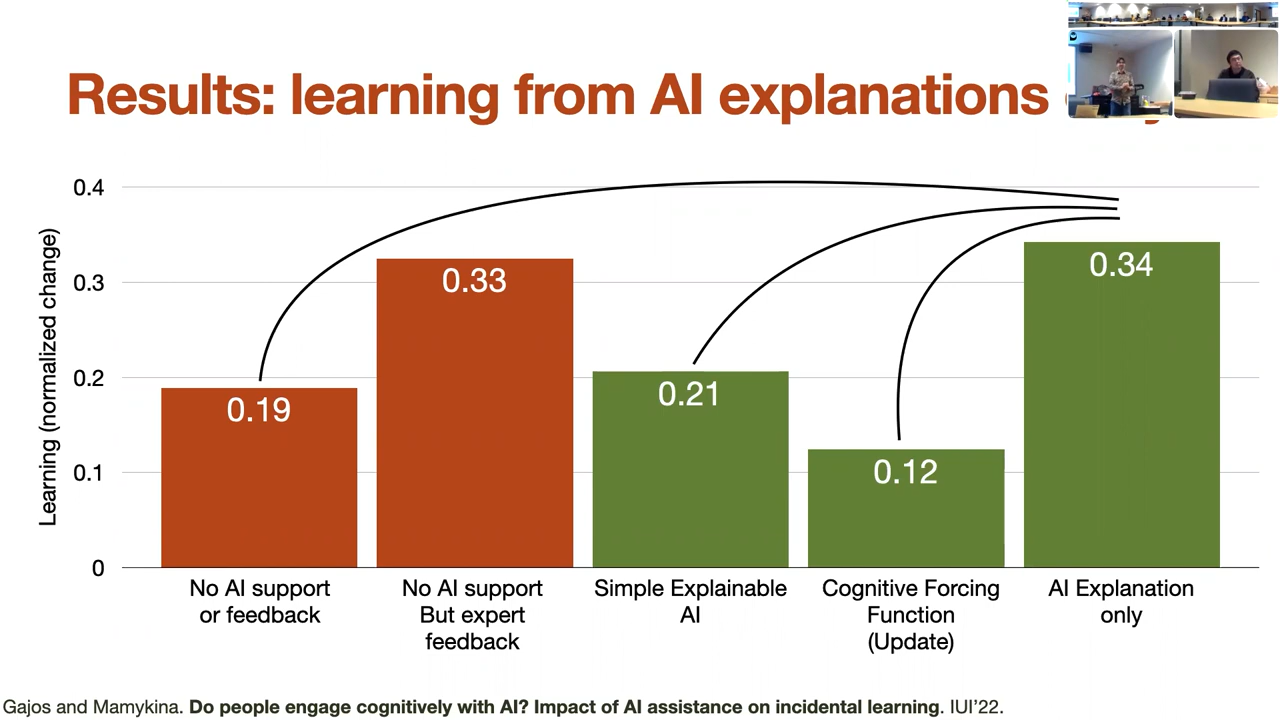 Results: learning from AI explanations
Learning (normalized change)
0.4
0.3
0.2
0.1
0
0.19
0.33
0.21
0.12
0.34
No AI support
or feedback
No AI support
But expert
feedback
Simple Explainable
AI
Cognitive Forcing
Function
(Update)
AI Explanation
only
Gajos and Mamykina. Do people engage cognitively with AI? Impact of AI assistance on incidental learning. IUI'22.